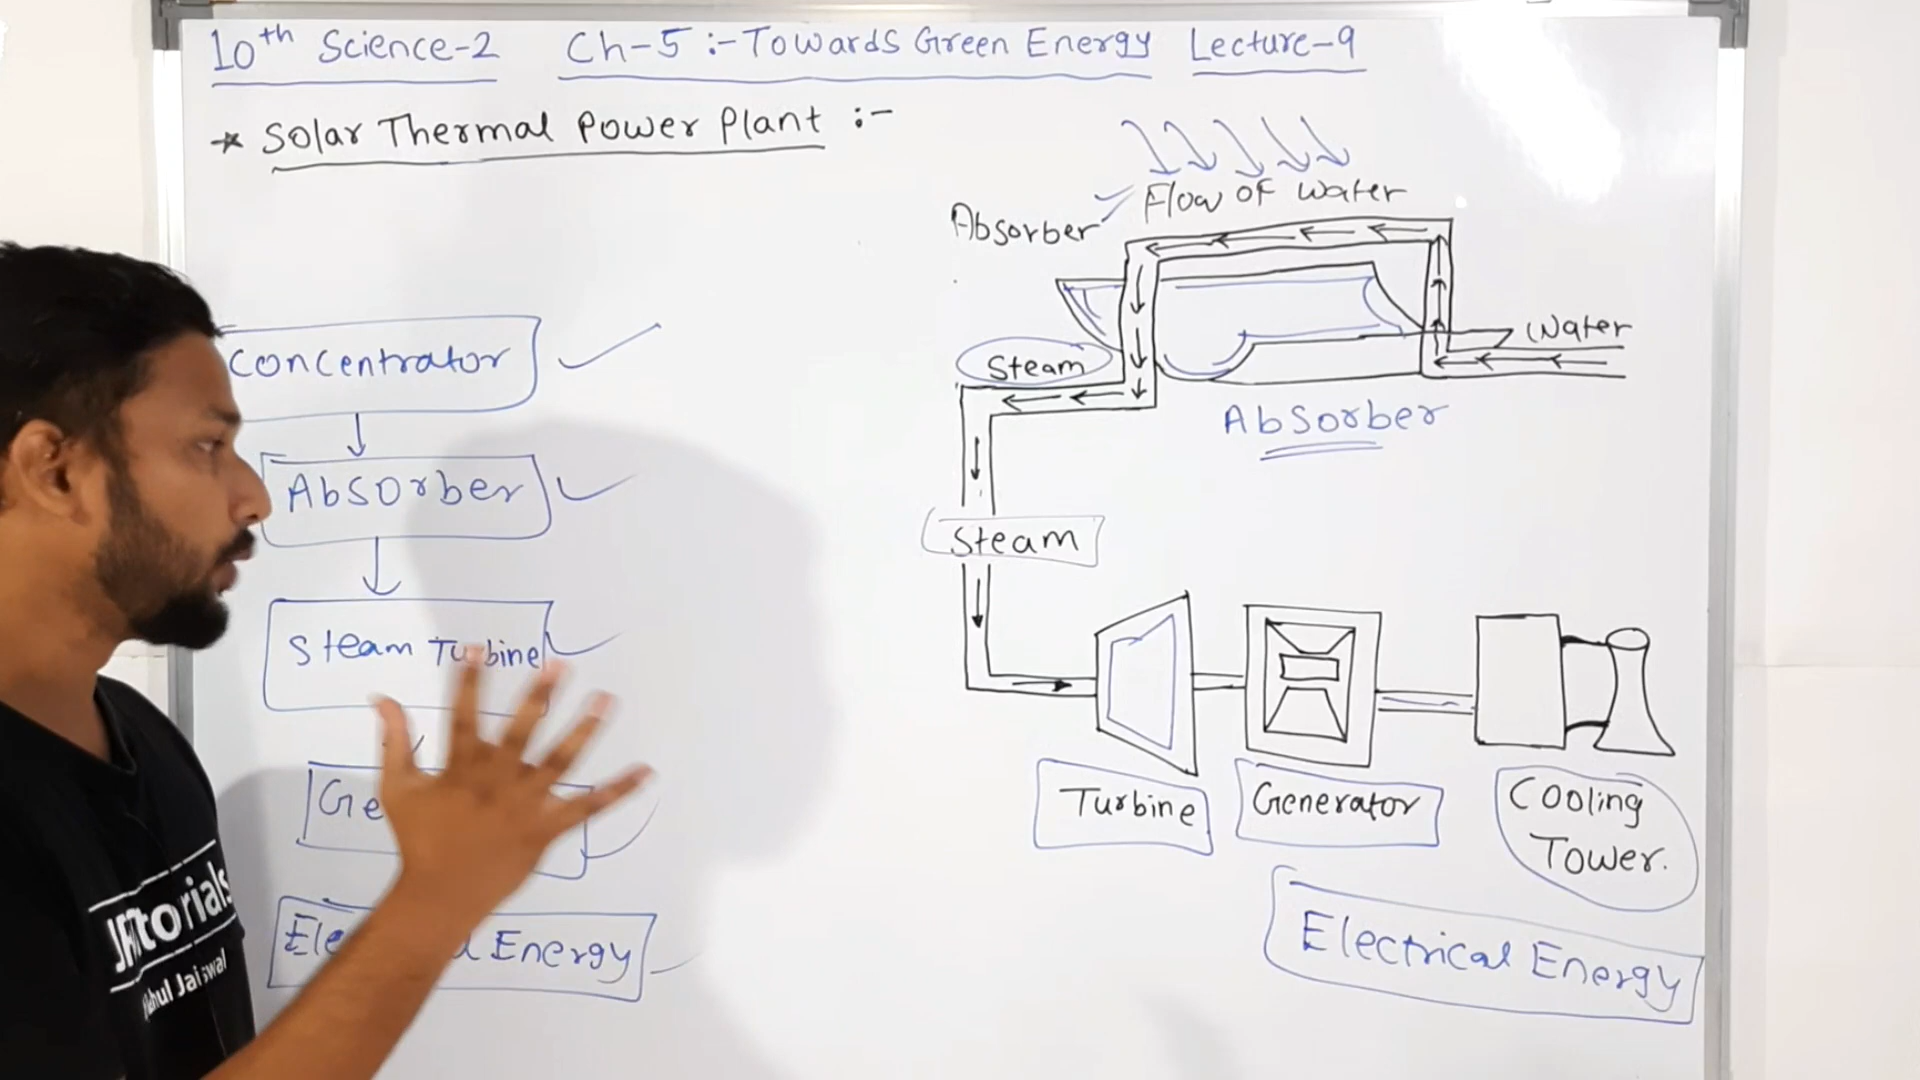 10th Science-2 Ch-5 :- Towards Green Energy Lecture-9
* Solar Thermal Power Plant :-
Flow of Water
Absorber
Water
Concentrator
Steam
Absorber
Absorber
Steam
Steam Turbine
Turbine
Generator
Cooling
Tower.
Energy
Electrical Energy
Jaiswal